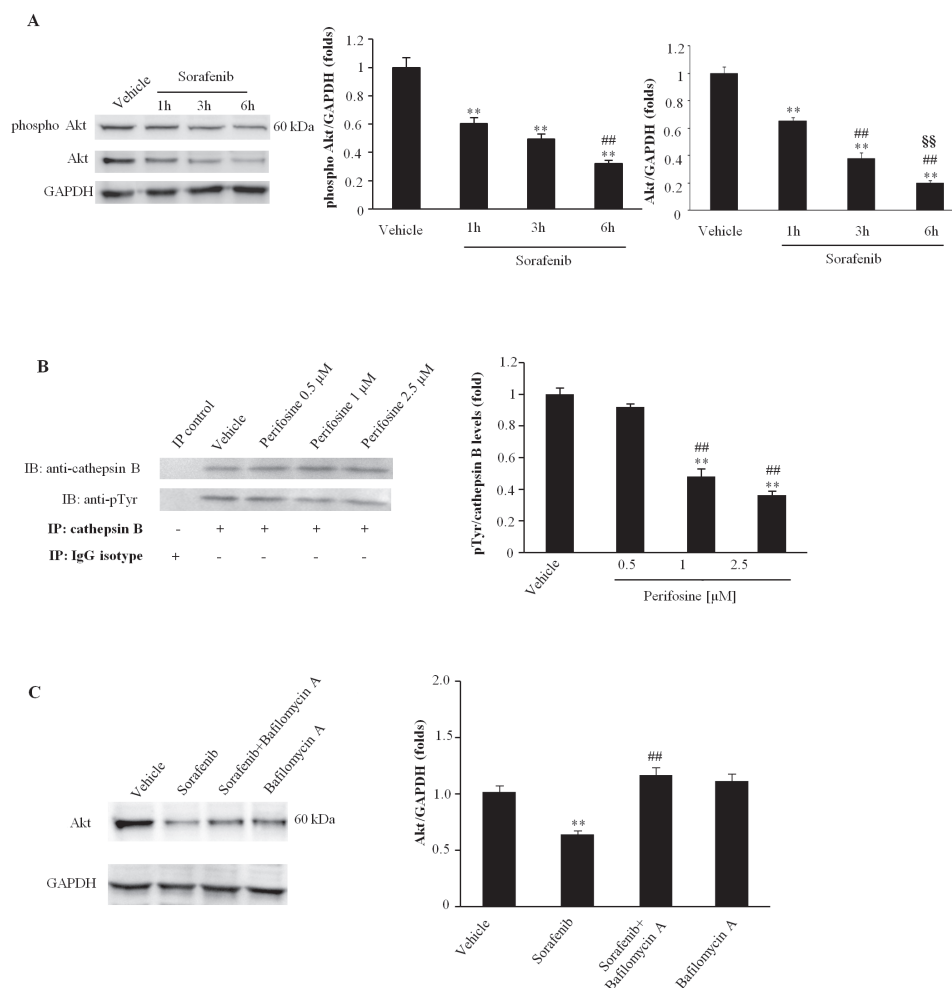 A
Vehicle
Sorafenib
1h 3h 6h
phospho Akt
60 kDa
Akt
GAPDH
phospho Akt/GAPDH (folds)
1.2
1
0.8
0.6
0.4
0.2
0
**
**
##
**
Vehicle
1h 3h 6h
Sorafenib
Akt/GAPDH (folds)
1.2
1
0.8
0.6
0.4
0.2
0
**
##
**
§§
##
**
Vehicle
1h 3h 6h
Sorafenib
B
IP control
Vehicle
Perifosine 0.5 µM
Perifosine 1 µM
Perifosine 2.5 µM
IB: anti-cathepsin B
IB: anti-pTyr
IP: cathepsin B - + + + +
IP: IgG isotype + - - - -
pTyr/cathepsin B levels (fold)
1.2
1
0.8
0.6
0.4
0.2
0
##
**
##
**
Vehicle
0.5 1 2.5
Perifosine [µM]
C
Vehicle
Sorafenib
Sorafenib+Bafilomycin A
Bafilomycin A
Akt
60 kDa
GAPDH
Akt/GAPDH (folds)
2.0
1.5
1.0
0.5
0
**
##
Vehicle
Sorafenib
Sorafenib+
Bafilomycin A
Bafilomycin A